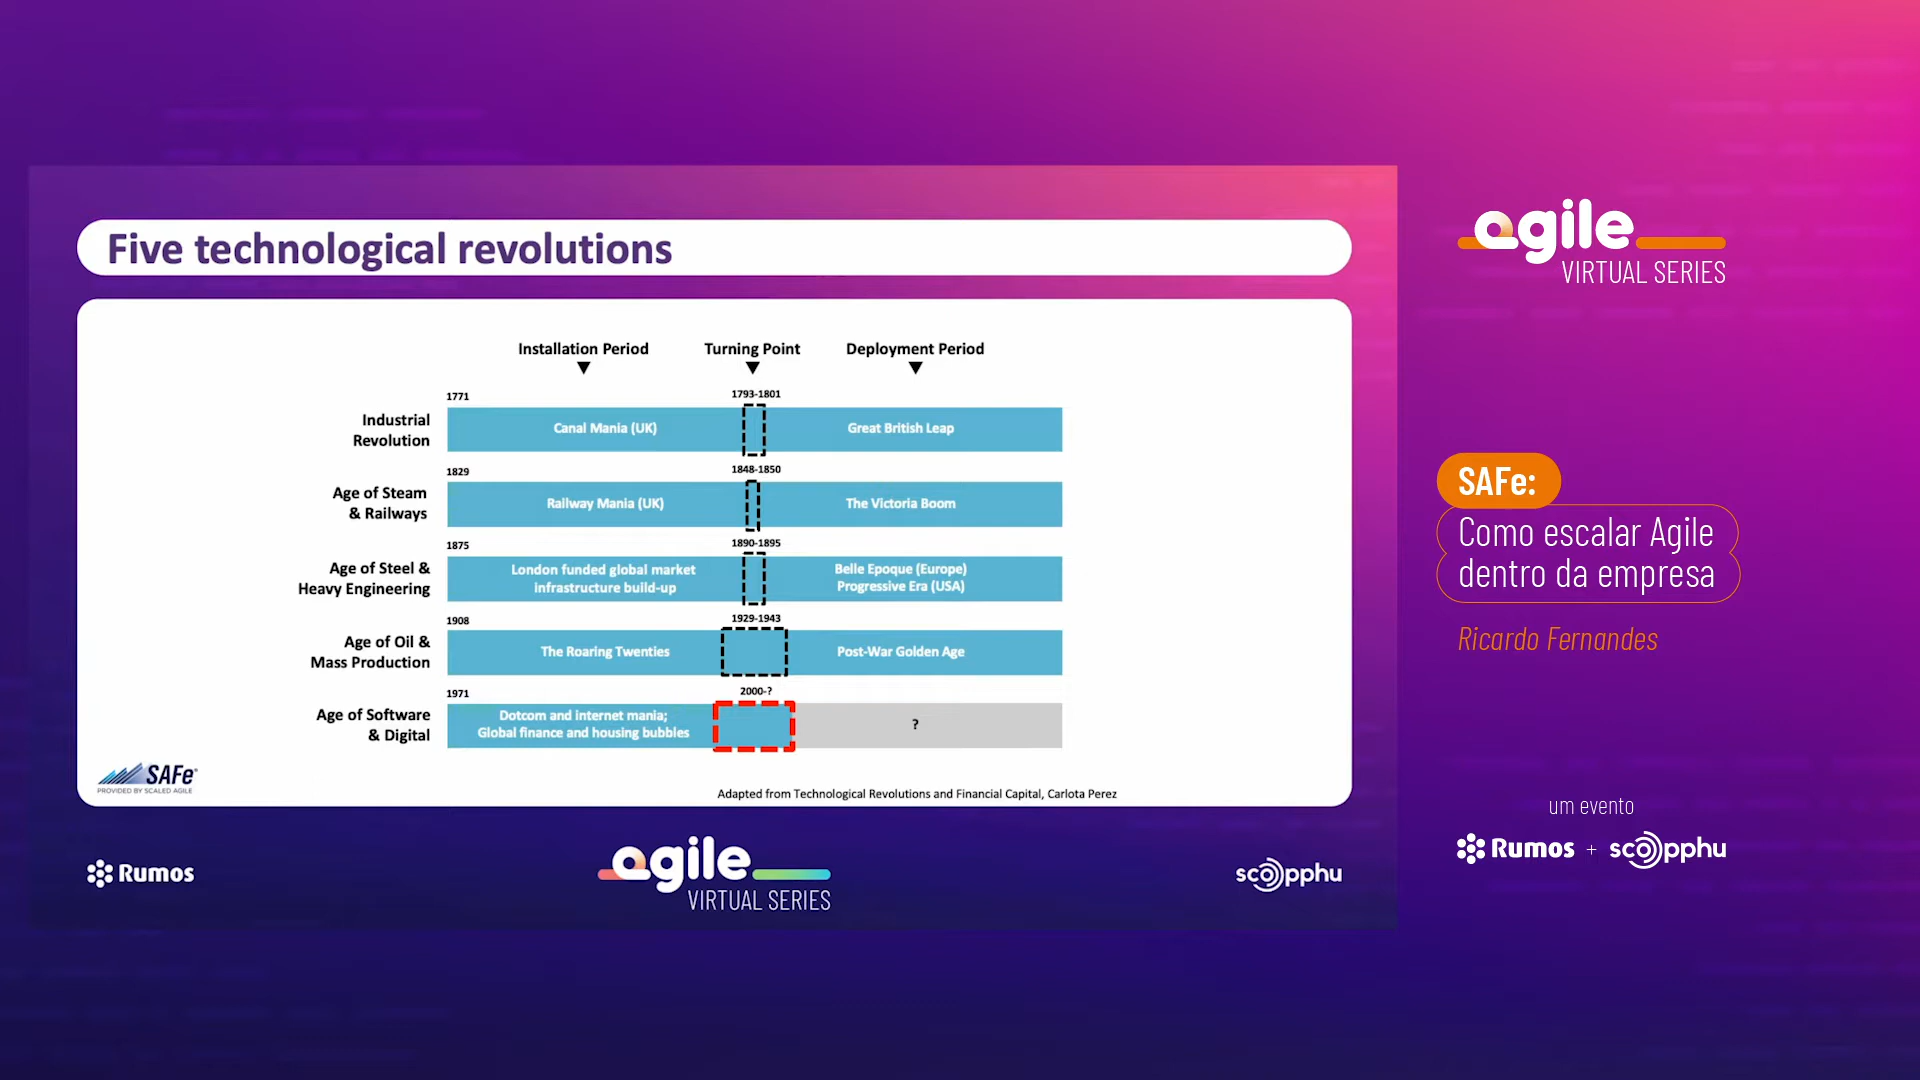 Five technological revolutions
Installation Period
Turning Point
Deployment Period
1771
1793-1801
Industrial
Revolution
Canal Mania (UK)
Great British Leap
1829
1848-1850
Age of Steam
& Railways
Railway Mania (UK)
The Victoria Boom
1875
1890-1895
Age of Steel &
Heavy Engineering
London funded global market
infrastructure build-up
Belle Epoque (Europe)
Progressive Era (USA)
1908
1929-1943
Age of Oil &
Mass Production
The Roaring Twenties
Post-War Golden Age
1971
2000-?
Age of Software
& Digital
Dotcom and internet mania;
Global finance and housing bubbles
?
SAFe®
PROVIDED BY SCALED AGILE
Adapted from Technological Revolutions and Financial Capital, Carlota Perez
Rumos
agile
VIRTUAL SERIES
scopphu
agile
VIRTUAL SERIES
SAFe:
Como escalar Agile
dentro da empresa
Ricardo Fernandes
um evento
Rumos + scopphu